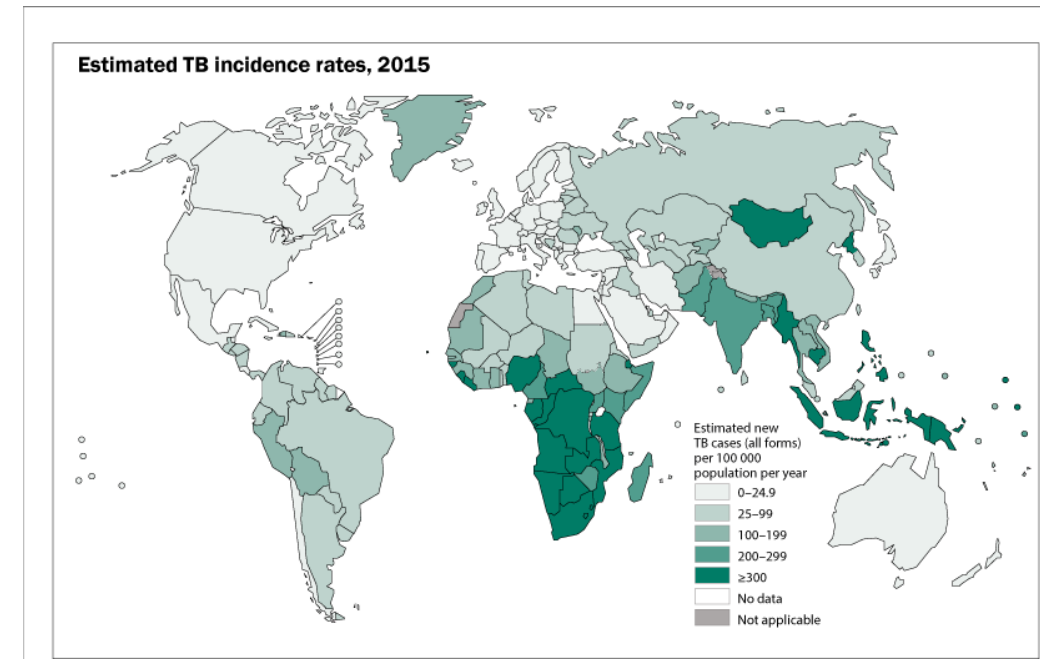 Estimated TB incidence rates, 2015
Estimated new
TB cases (all forms)
per 100 000
population per year
0–24.9
25–99
100–199
200–299
≥300
No data
Not applicable